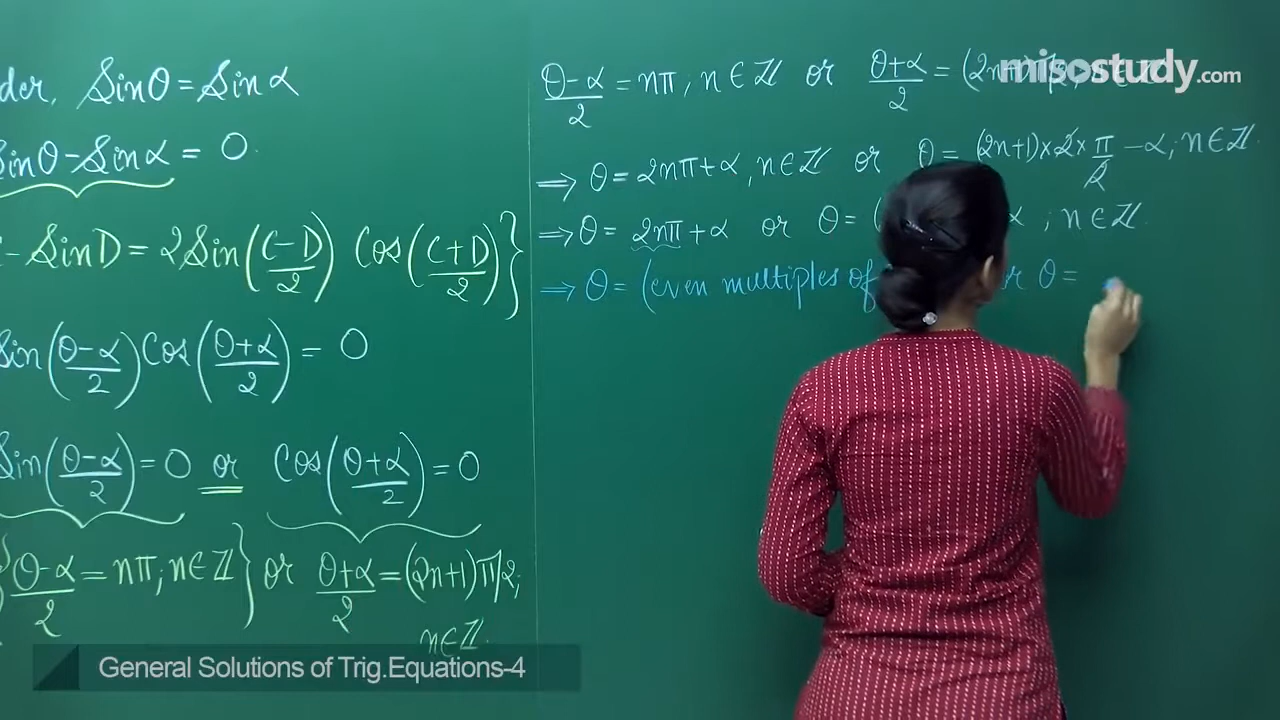 der, Sinθ = Sinα
Sinθ - Sinα = 0
- SinD = 2Sin((C-D)/2) Cos((C+D)/2)}
Sin((θ-α)/2) Cos((θ+α)/2) = 0
Sin((θ-α)/2) = 0 or Cos((θ+α)/2) = 0
(θ-α)/2 = nπ, n∈ℤ} or (θ+α)/2 = (2n+1)π/2;
n∈ℤ.
(θ-α)/2 = nπ, n∈ℤ or (θ+α)/2 = (2n
⟹ θ = 2nπ+α, n∈ℤ or θ = (2n+1)×2×π/2 - α, n∈ℤ.
⟹ θ = 2nπ+α or θ = ( α, n∈ℤ.
⟹ θ = (even multiples of θ =
misostudy.com
General Solutions of Trig.Equations-4